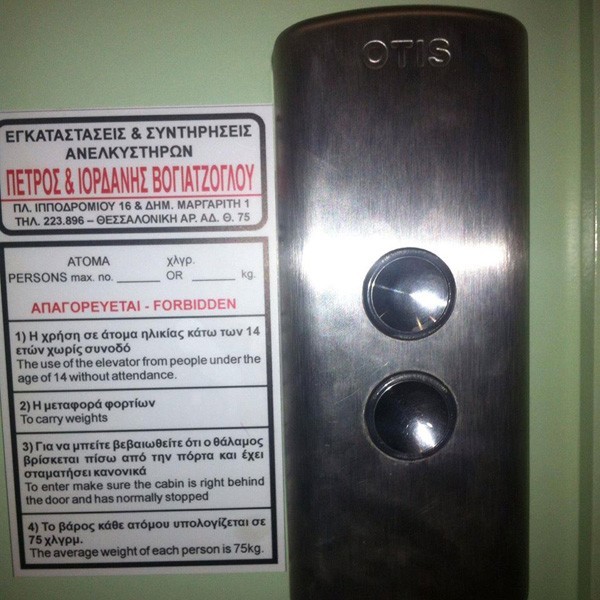 OTIS
ΕΓΚΑΤΑΣΤΑΣΕΙΣ & ΣΥΝΤΗΡΗΣΕΙΣ
ΑΝΕΛΚΥΣΤΗΡΩΝ
ΠΕΤΡΟΣ & ΙΟΡΔΑΝΗΣ ΒΟΓΙΑΤΖΟΓΛΟΥ
ΠΛ. ΙΠΠΟΔΡΟΜΙΟΥ 16 & ΔΗΜ. ΜΑΡΓΑΡΙΤΗ 1
ΤΗΛ. 223.896 – ΘΕΣΣΑΛΟΝΙΚΗ ΑΡ. ΑΔ. Θ. 75
ΑΤΟΜΑ χλγρ.
PERSONS max. no. ______ OR ______ kg.
ΑΠΑΓΟΡΕΥΕΤΑΙ - FORBIDDEN
1) Η χρήση σε άτομα ηλικίας κάτω των 14
ετών χωρίς συνοδό
The use of the elevator from people under the
age of 14 without attendance.
2) Η μεταφορά φορτίων
To carry weights
3) Για να μπείτε βεβαιωθείτε ότι ο θάλαμος
βρίσκεται πίσω από την πόρτα και έχει
σταματήσει κανονικά
To enter make sure the cabin is right behind
the door and has normally stopped
4) Το βάρος κάθε ατόμου υπολογίζεται σε
75 χλγρμ.
The average weight of each person is 75kg.